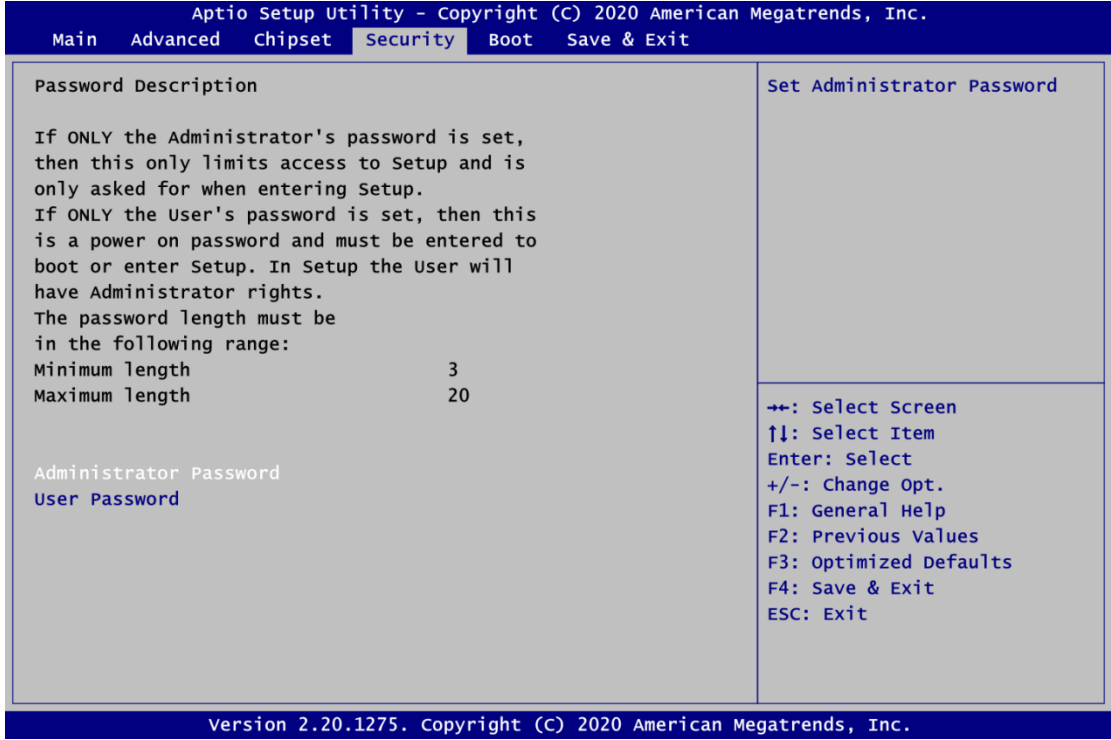 Aptio Setup Utility - Copyright (C) 2020 American Megatrends, Inc.
Main Advanced Chipset Security Boot Save & Exit
Password Description
If ONLY the Administrator's password is set,
then this only limits access to Setup and is
only asked for when entering Setup.
If ONLY the User's password is set, then this
is a power on password and must be entered to
boot or enter Setup. In Setup the User will
have Administrator rights.
The password length must be
in the following range:
Minimum length 3
Maximum length 20
Administrator Password
User Password
Set Administrator Password
→←: Select Screen
↑↓: Select Item
Enter: Select
+/-: Change Opt.
F1: General Help
F2: Previous Values
F3: Optimized Defaults
F4: Save & Exit
ESC: Exit
Version 2.20.1275. Copyright (C) 2020 American Megatrends, Inc.